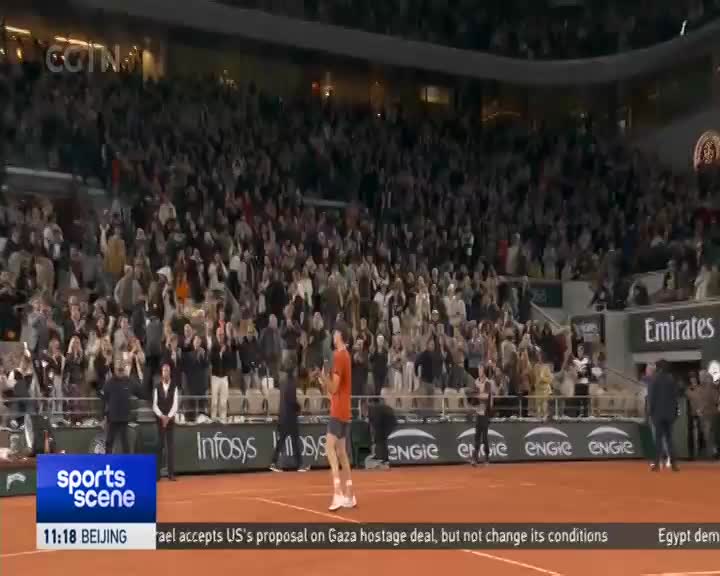 CGTN
Emirates
Infosys
Infosys
ENGIE
ENGIE
ENGIE
ENGIE
sports
scene
11:18 BEIJING
rael accepts US's proposal on Gaza hostage deal, but not change its conditions
Egypt dem